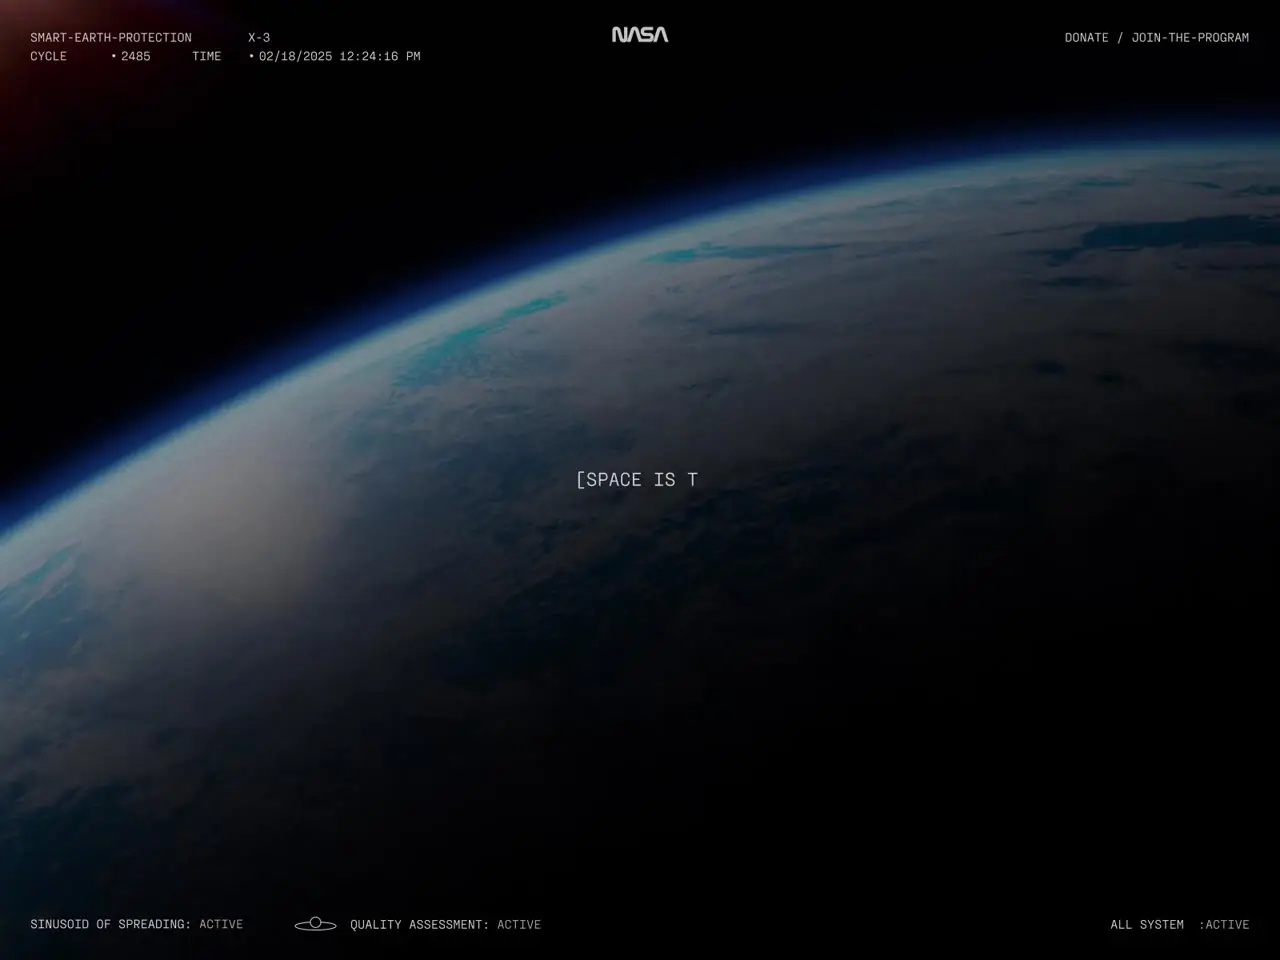 SMART-EARTH-PROTECTION X-3
CYCLE • 2485 TIME • 02/18/2025 12:24:16 PM
NASA
DONATE / JOIN-THE-PROGRAM
[SPACE IS T
SINUSOID OF SPREADING: ACTIVE
QUALITY ASSESSMENT: ACTIVE
ALL SYSTEM :ACTIVE